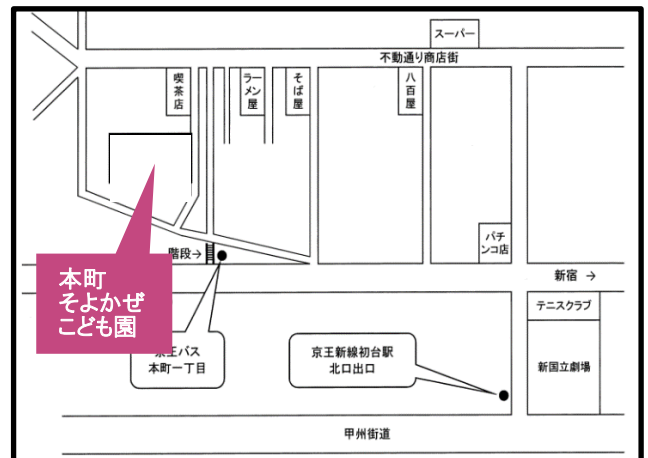 スーパー
不動通り商店街
喫茶店
ラーメン屋
そば屋
八百屋
パチ
ンコ店
階段→
新宿 →
本町
そよかぜ
こども園
テニスクラブ
京王バス
本町一丁目
京王新線初台駅
北口出口
新国立劇場
甲州街道